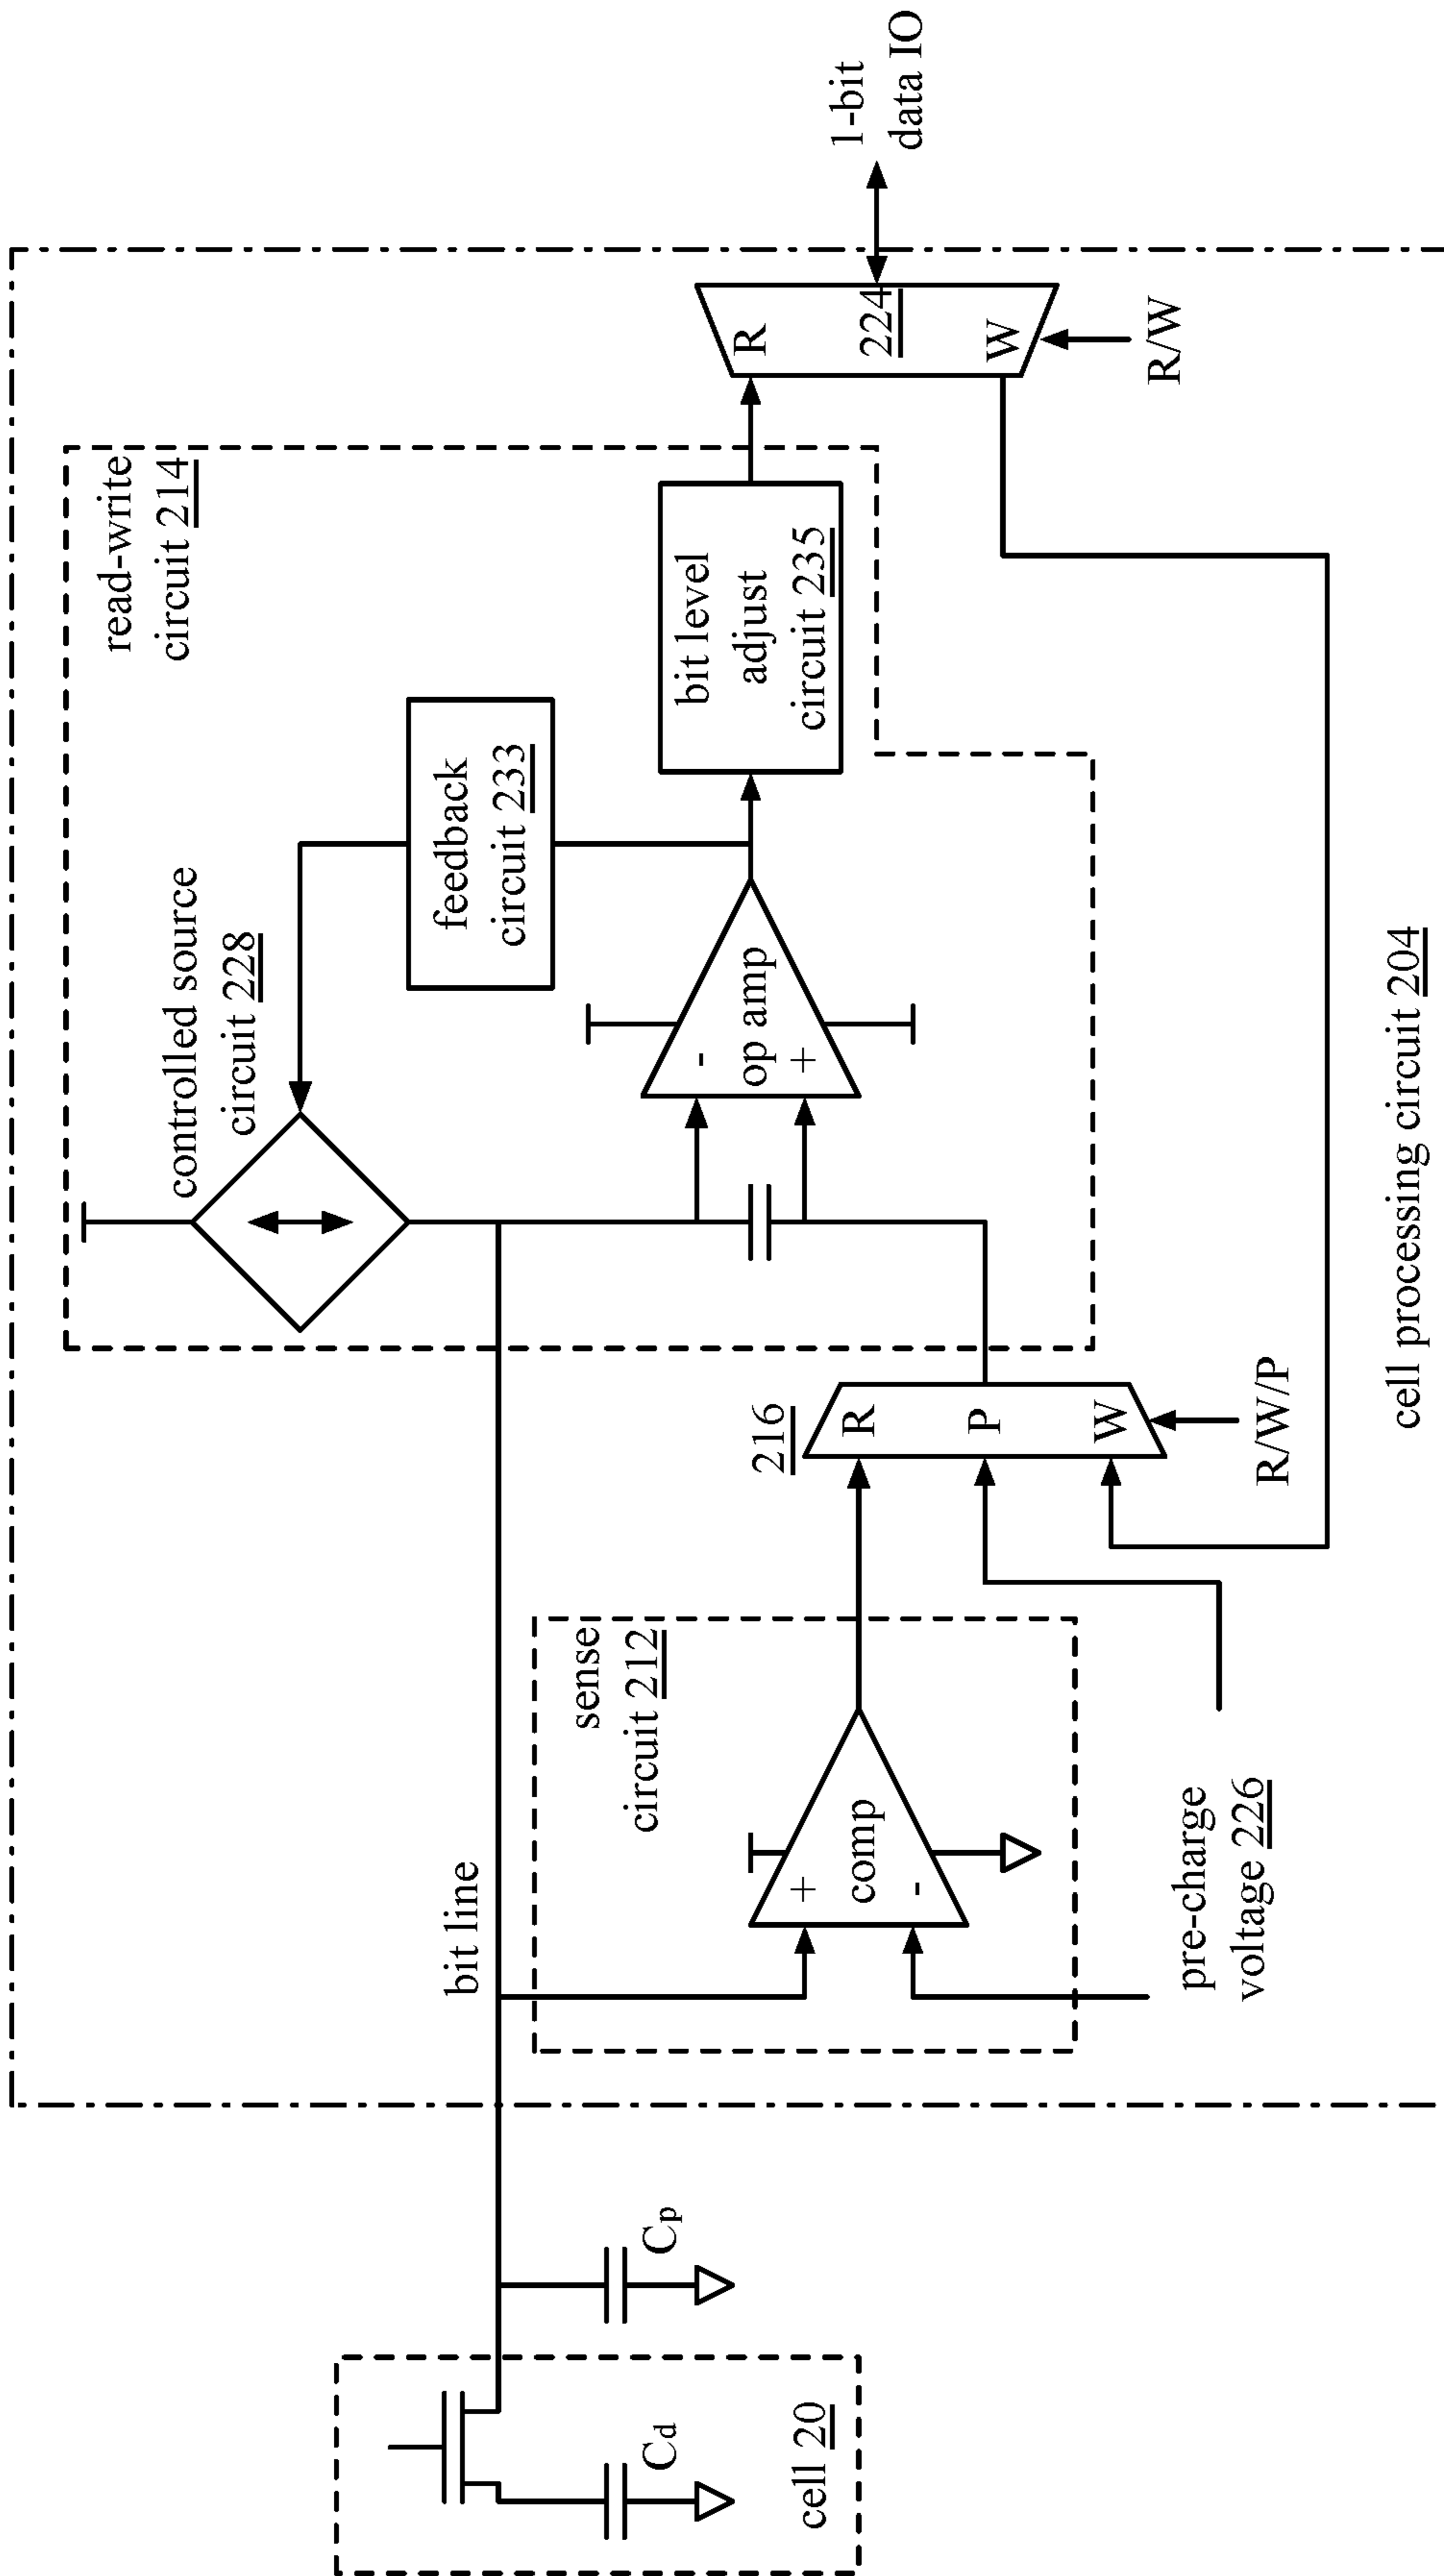 controlled source
circuit 228
read-write
circuit 214
feedback
circuit 233
bit level
adjust
circuit 235
-
op amp
+
R
224
W
R/W
1-bit
data IO
bit line
sense
circuit 212
+
comp
-
216
R
P
W
R/W/P
pre-charge
voltage 226
cell processing circuit 204
Cd
Cp
cell 20